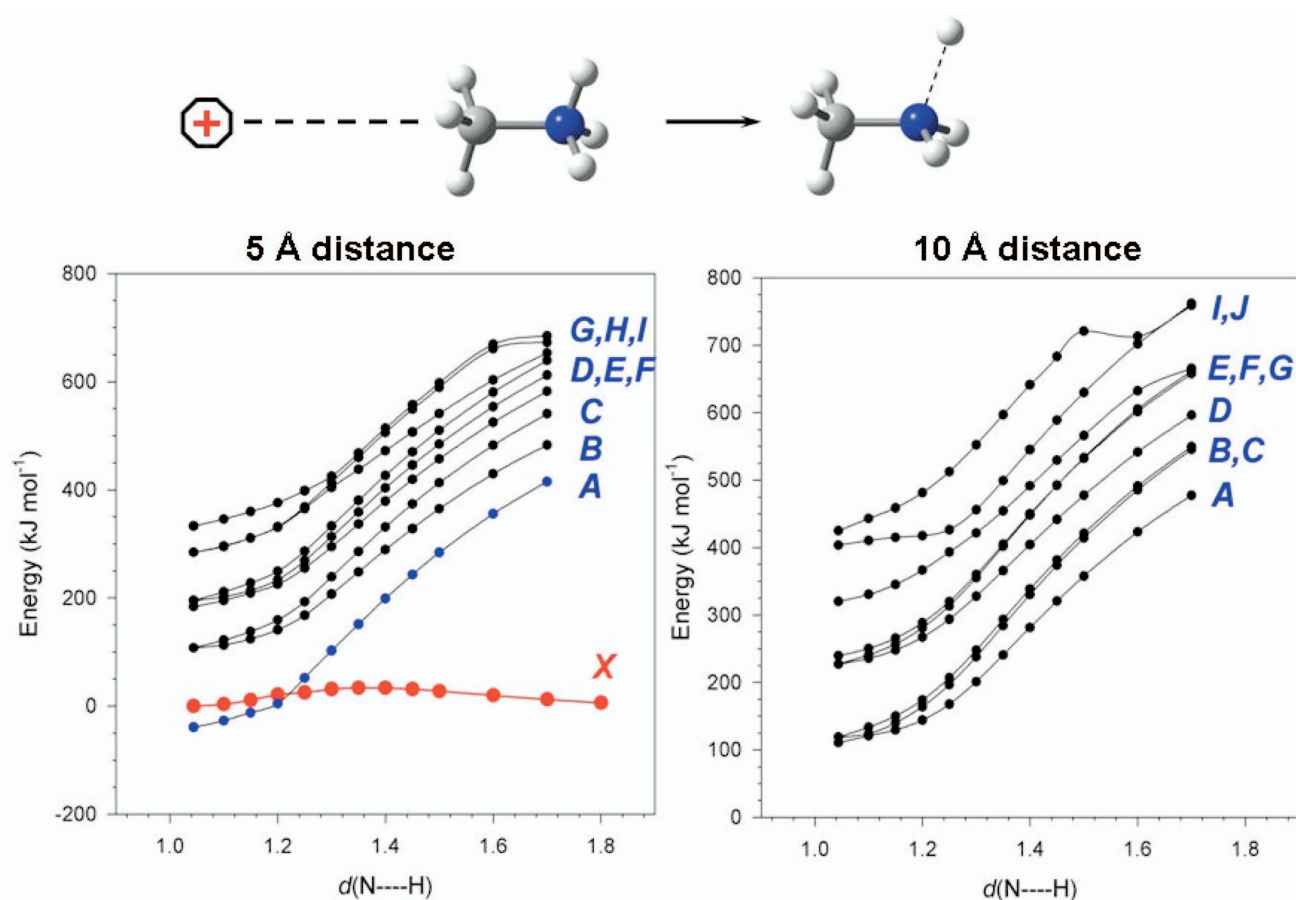 +
5 Å distance
10 Å distance
800
600
400
200
0
-200
Energy (kJ mol⁻¹)
1.0 1.2 1.4 1.6 1.8
d(N----H)
G,H,I
D,E,F
C
B
A
X
800
700
600
500
400
300
200
100
0
Energy (kJ mol⁻¹)
1.0 1.2 1.4 1.6 1.8
d(N----H)
I,J
E,F,G
D
B,C
A